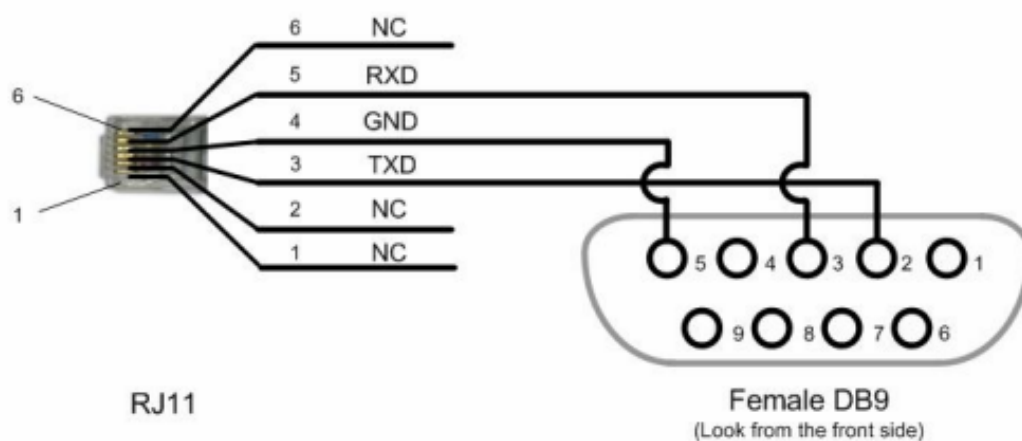 6 NC
5 RXD
6
4 GND
3 TXD
1
2 NC
1 NC
5 4 3 2 1
9 8 7 6
RJ11
Female DB9
(Look from the front side)